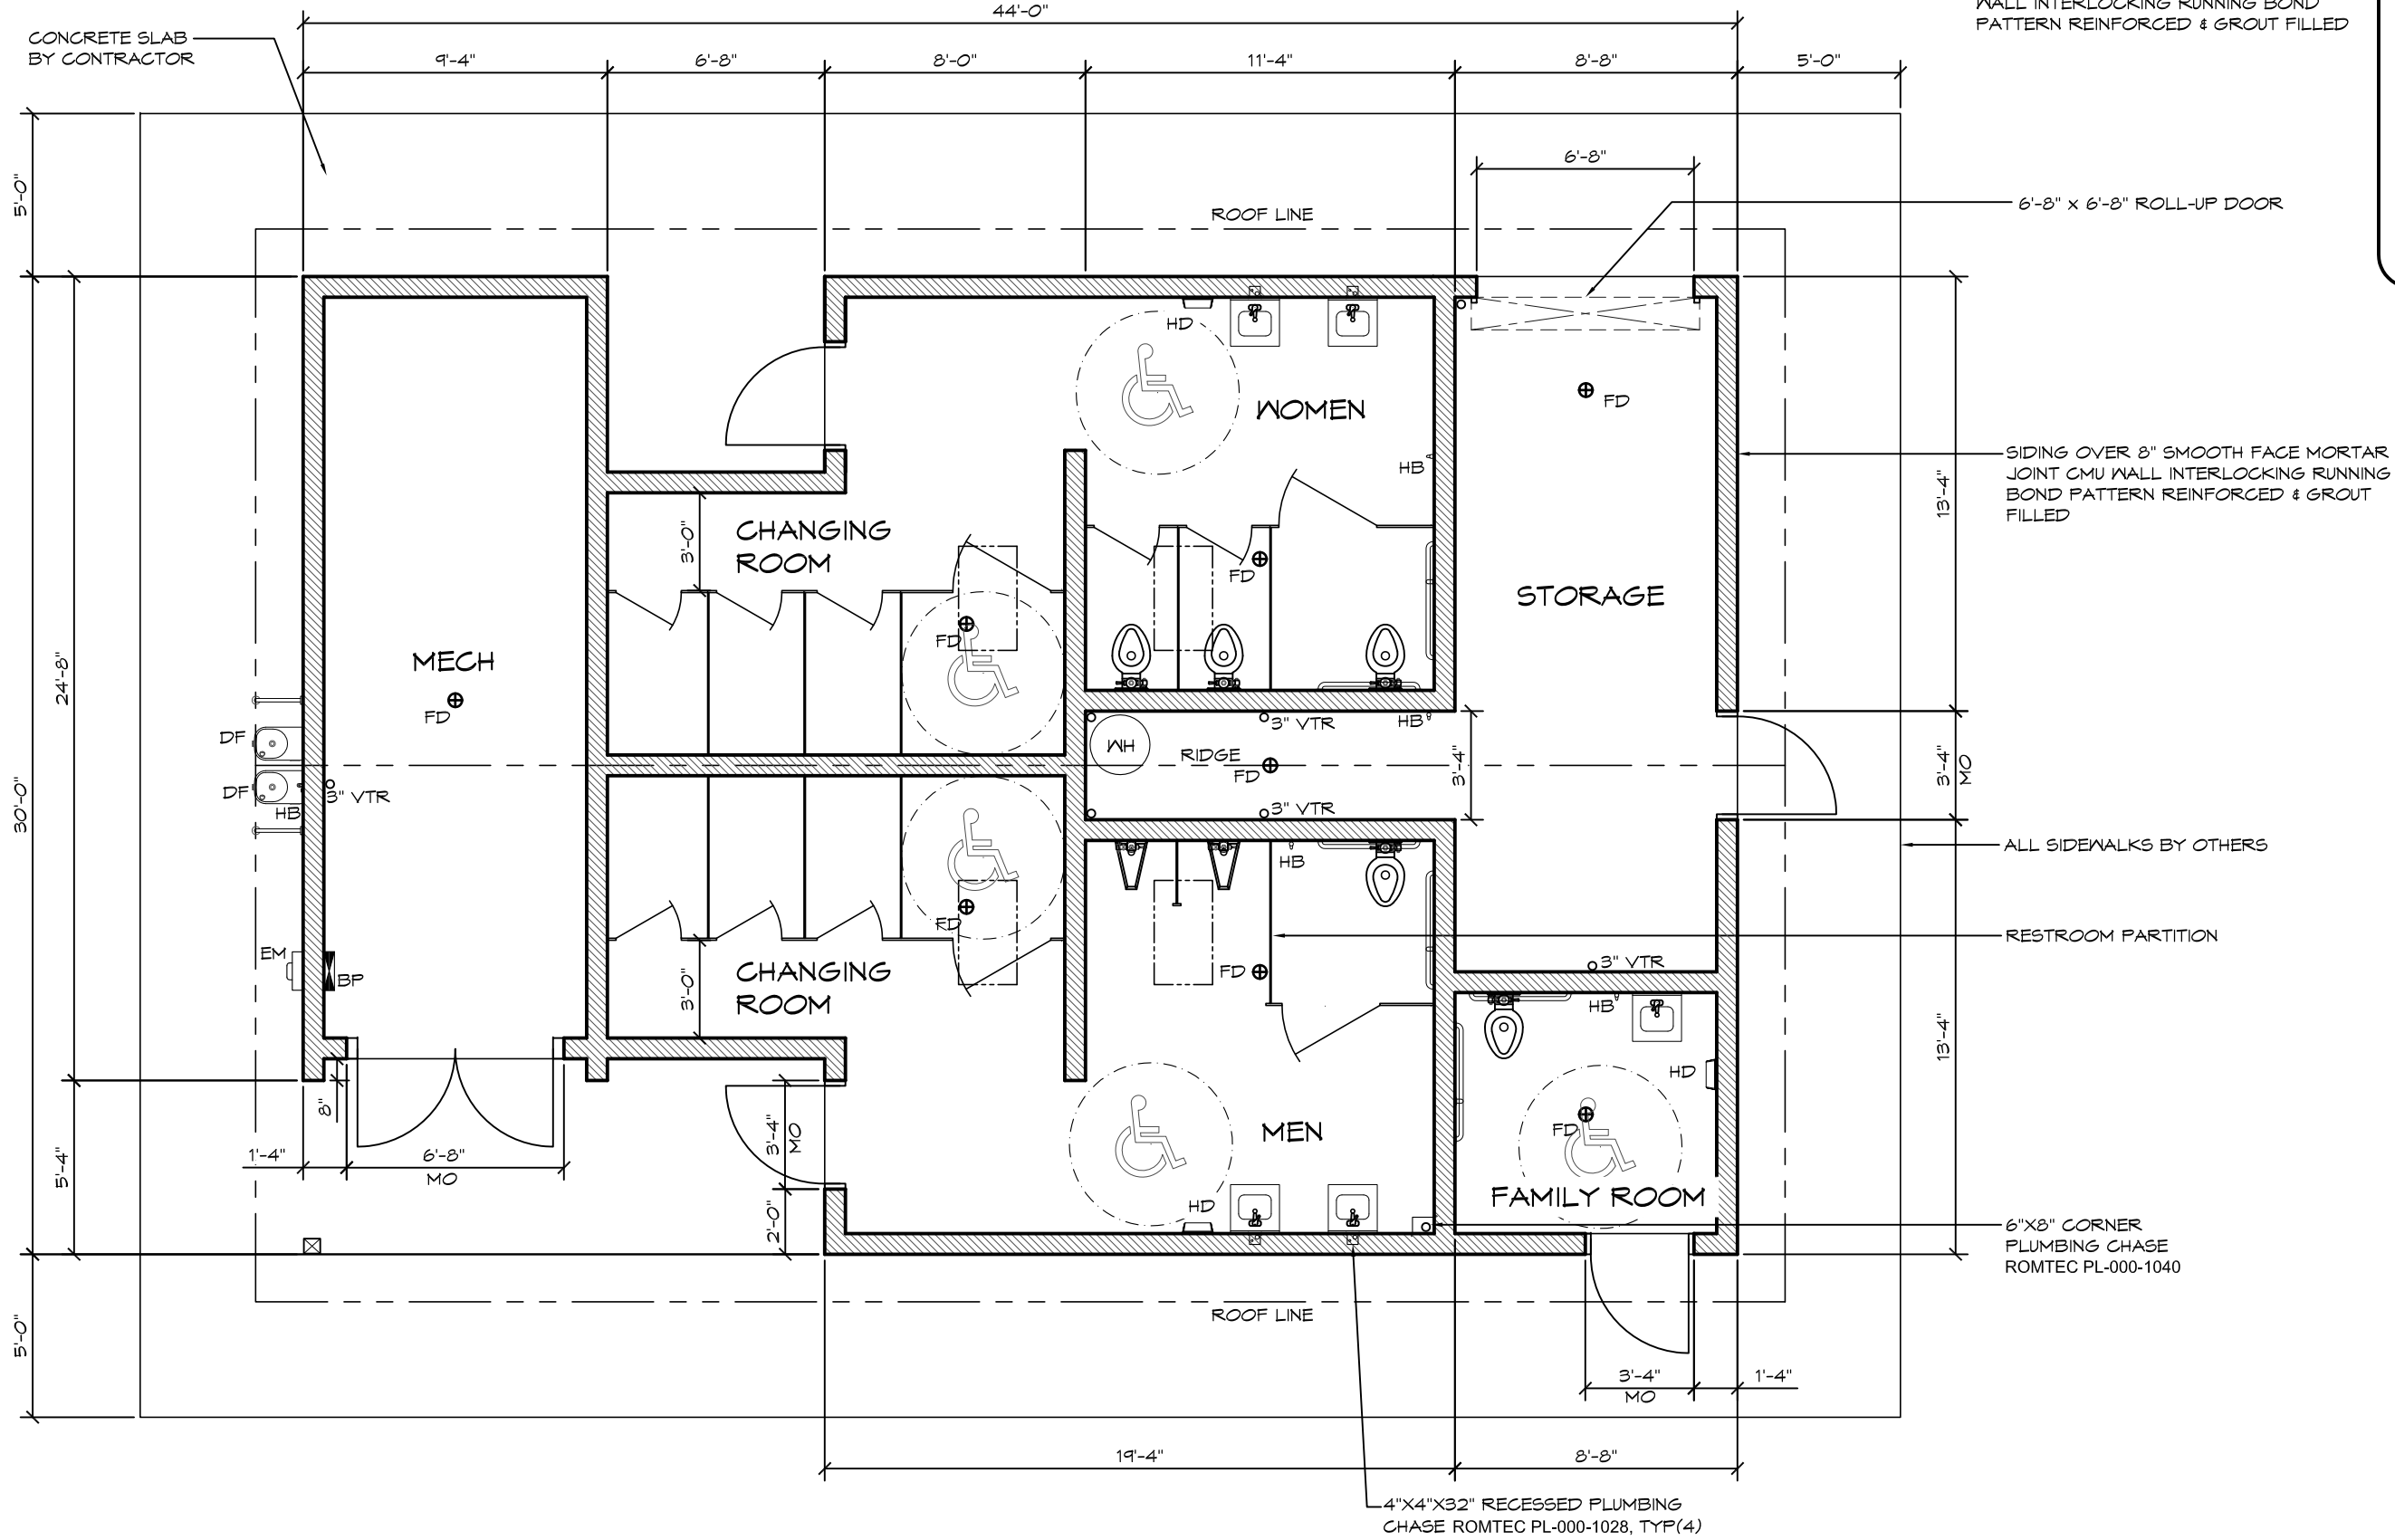 44'-0"
WALL INTERLOCKING RUNNING BOND
PATTERN REINFORCED & GROUT FILLED
CONCRETE SLAB
BY CONTRACTOR
9'-4"
6'-8"
8'-0"
11'-4"
8'-8"
5'-0"
5'-0"
6'-8"
6'-8" x 6'-8" ROLL-UP DOOR
ROOF LINE
HD
WOMEN
FD
HB
SIDING OVER 8" SMOOTH FACE MORTAR
JOINT CMU WALL INTERLOCKING RUNNING
BOND PATTERN REINFORCED & GROUT
FILLED
13'-4"
3'-0"
CHANGING
ROOM
FD
STORAGE
FD
MECH
FD
24'-8"
30'-0"
DF
DF
HB
3" VTR
WH
3" VTR
HB
RIDGE
FD
3'-4"
3" VTR
3'-4"
MO
ALL SIDEWALKS BY OTHERS
HB
FD
RESTROOM PARTITION
EM
BP
CHANGING
ROOM
3'-0"
FD
3" VTR
HB
HD
13'-4"
FD
8"
1'-4"
6'-8"
MO
3'-4"
MO
2'-0"
5'-4"
MEN
HD
FAMILY ROOM
6"X8" CORNER
PLUMBING CHASE
ROMTEC PL-000-1040
ROOF LINE
5'-0"
3'-4"
MO
1'-4"
19'-4"
8'-8"
4"X4"X32" RECESSED PLUMBING
CHASE ROMTEC PL-000-1028, TYP(4)